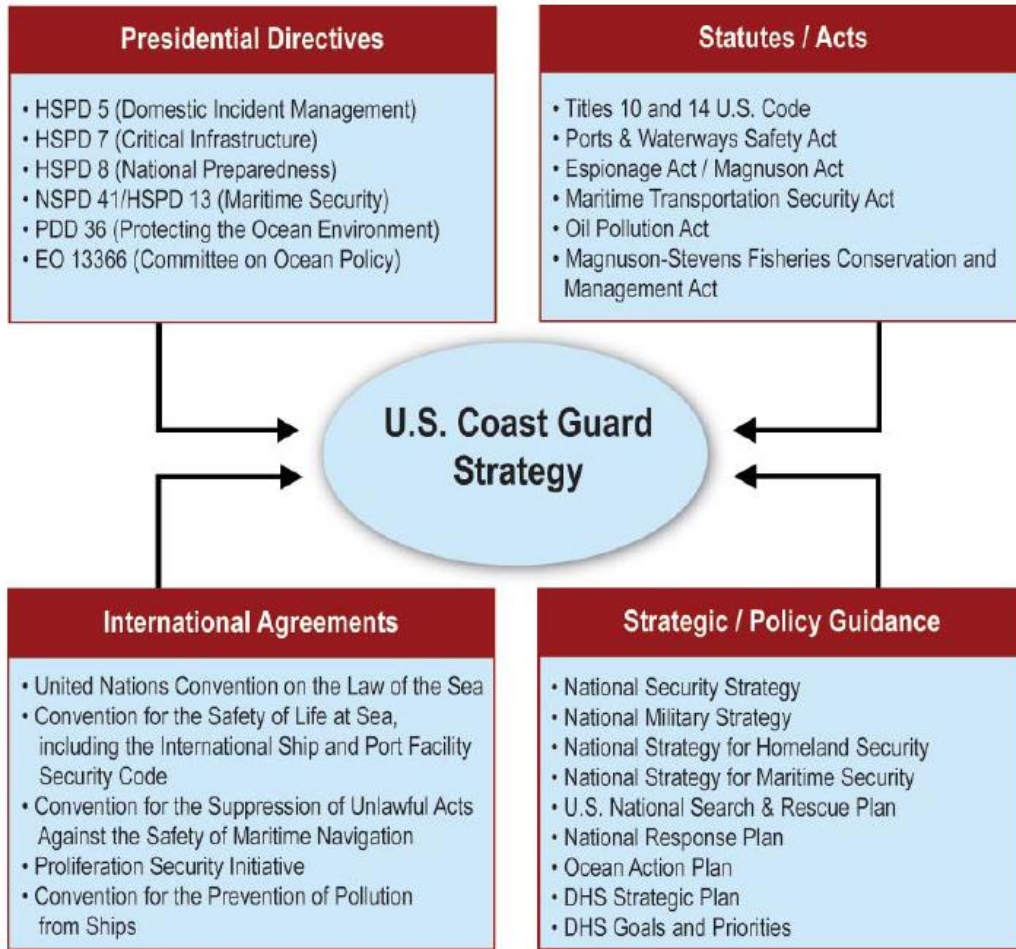 Presidential Directives
• HSPD 5 (Domestic Incident Management)
• HSPD 7 (Critical Infrastructure)
• HSPD 8 (National Preparedness)
• NSPD 41/HSPD 13 (Maritime Security)
• PDD 36 (Protecting the Ocean Environment)
• EO 13366 (Committee on Ocean Policy)
Statutes / Acts
• Titles 10 and 14 U.S. Code
• Ports & Waterways Safety Act
• Espionage Act / Magnuson Act
• Maritime Transportation Security Act
• Oil Pollution Act
• Magnuson-Stevens Fisheries Conservation and
Management Act
U.S. Coast Guard
Strategy
International Agreements
• United Nations Convention on the Law of the Sea
• Convention for the Safety of Life at Sea,
including the International Ship and Port Facility
Security Code
• Convention for the Suppression of Unlawful Acts
Against the Safety of Maritime Navigation
• Proliferation Security Initiative
• Convention for the Prevention of Pollution
from Ships
Strategic / Policy Guidance
• National Security Strategy
• National Military Strategy
• National Strategy for Homeland Security
• National Strategy for Maritime Security
• U.S. National Search & Rescue Plan
• National Response Plan
• Ocean Action Plan
• DHS Strategic Plan
• DHS Goals and Priorities